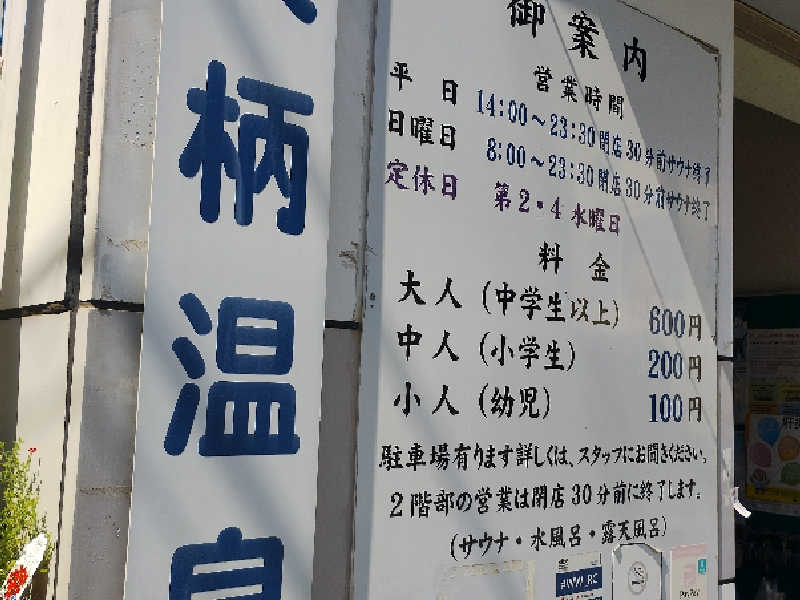 柄温泉
御案内
営業時間
平日 14:00～23:30 閉店30分前サウナ終了
日曜日 8:00～23:30 閉店30分前サウナ終了
定休日 第2・4水曜日
料金
大人（中学生以上） 600円
中人（小学生） 200円
小人（幼児） 100円
駐車場有ります詳しくは、スタッフにお聞きください。
2階部の営業は閉店30分前に終了します。
（サウナ・水風呂・露天風呂）
PayPay